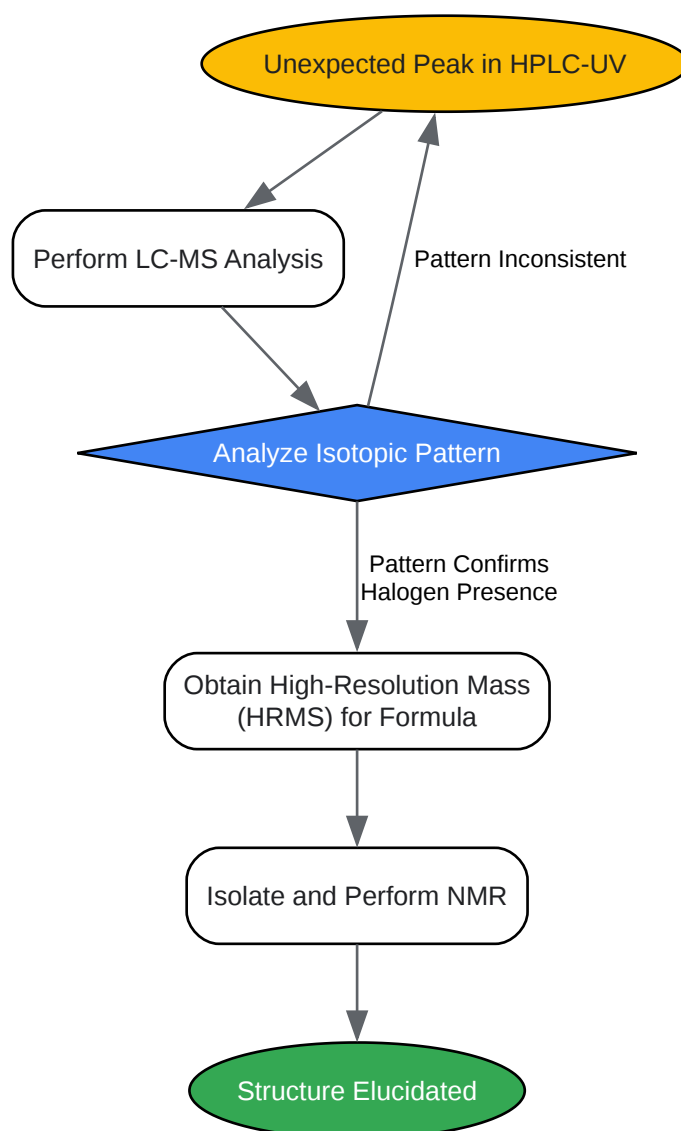 Unexpected Peak in HPLC-UV
Perform LC-MS Analysis
Pattern Inconsistent
Analyze Isotopic Pattern
Pattern Confirms
Halogen Presence
Obtain High-Resolution Mass
(HRMS) for Formula
Isolate and Perform NMR
Structure Elucidated